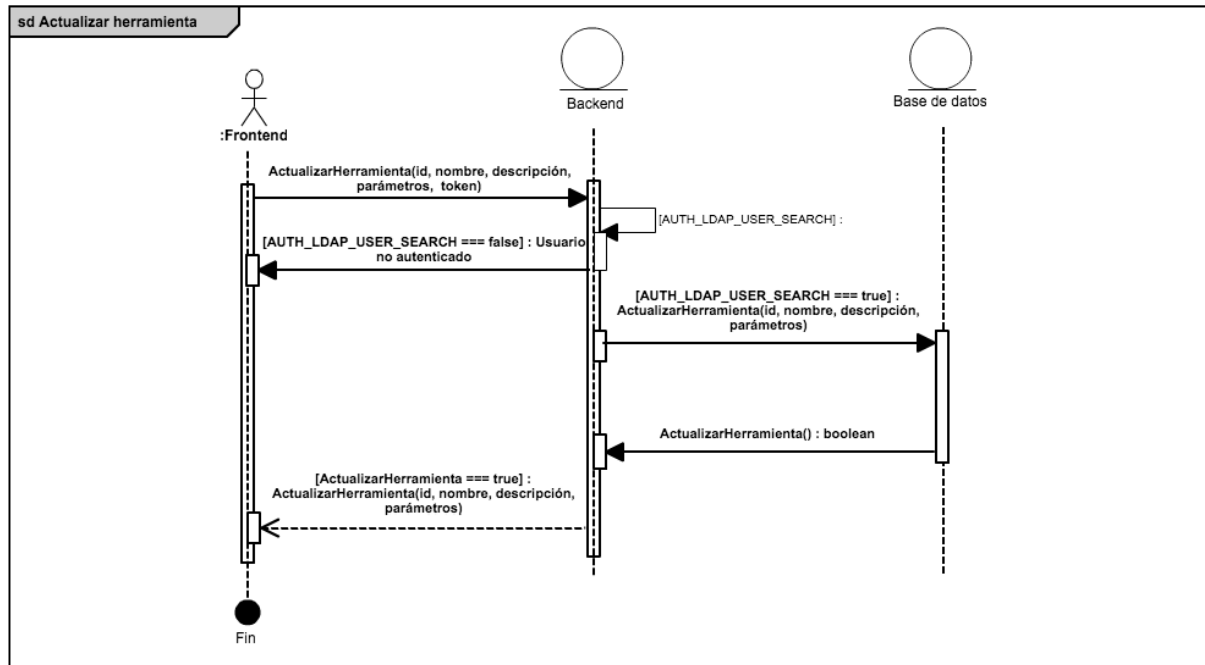 sd Actualizar herramienta
:Frontend
Backend
Base de datos
ActualizarHerramienta(id, nombre, descripción,
parámetros, token)
[AUTH_LDAP_USER_SEARCH] :
[AUTH_LDAP_USER_SEARCH === false] : Usuario
no autenticado
[AUTH_LDAP_USER_SEARCH === true] :
ActualizarHerramienta(id, nombre, descripción,
parámetros)
ActualizarHerramienta() : boolean
[ActualizarHerramienta === true] :
ActualizarHerramienta(id, nombre, descripción,
parámetros)
Fin